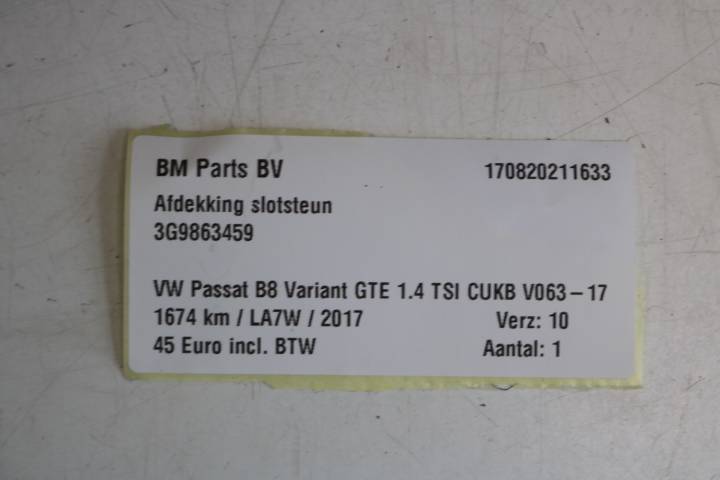 BM Parts BV 170820211633
Afdekking slotsteun
3G9863459
VW Passat B8 Variant GTE 1.4 TSI CUKB V063-17
1674 km / LA7W / 2017 Verz: 10
45 Euro incl. BTW Aantal: 1